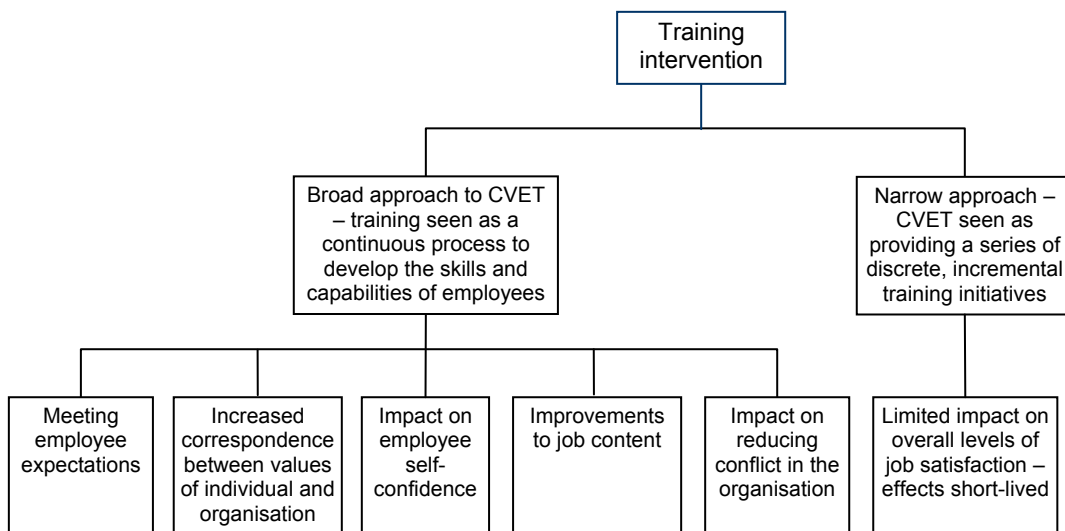 Training
intervention
Broad approach to CVET
– training seen as a
continuous process to
develop the skills and
capabilities of employees
Narrow approach –
CVET seen as
providing a series of
discrete, incremental
training initiatives
Meeting
employee
expectations
Increased
correspondence
between values
of individual and
organisation
Impact on
employee
self-
confidence
Improvements
to job content
Impact on
reducing
conflict in the
organisation
Limited impact on
overall levels of
job satisfaction –
effects short-lived